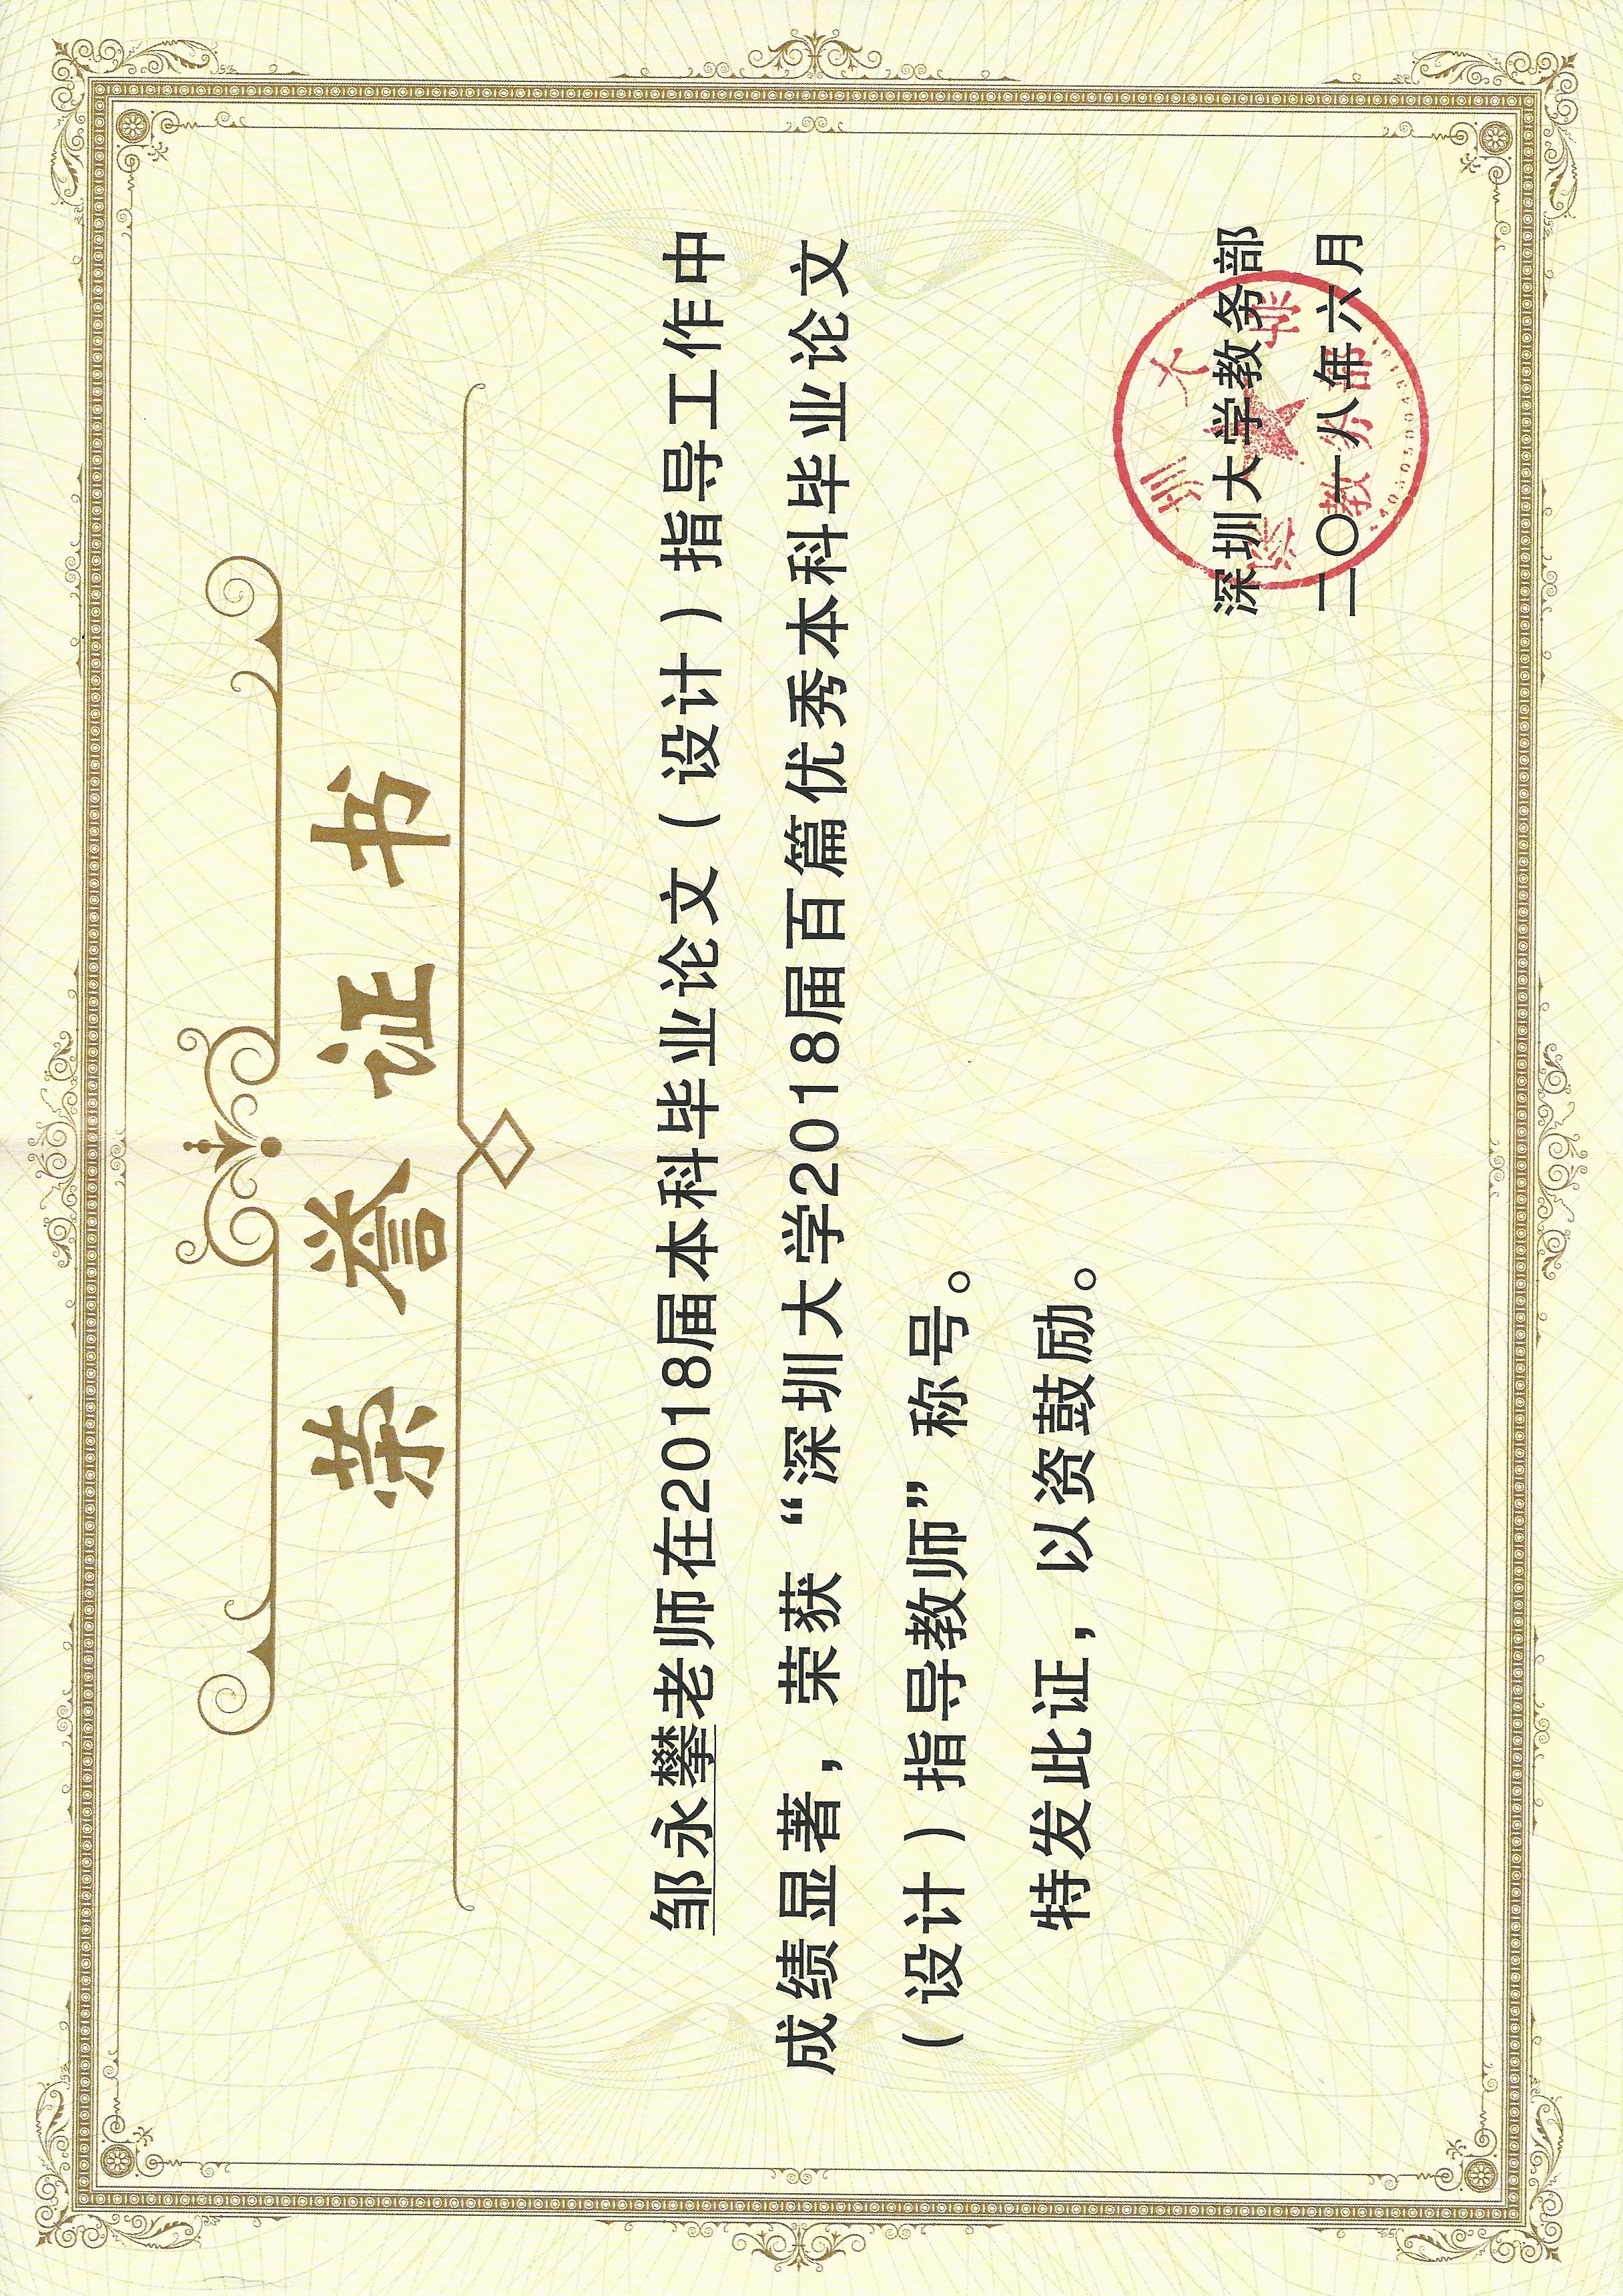 荣誉证书
邹永攀老师在2018届本科毕业论文（设计）指导工作中
成绩显著，荣获“深圳大学2018届百篇优秀本科毕业论文
（设计）指导教师”称号。
特发此证，以资鼓励。
深圳大学
深圳大学教务部
二〇一八年六月
教务部